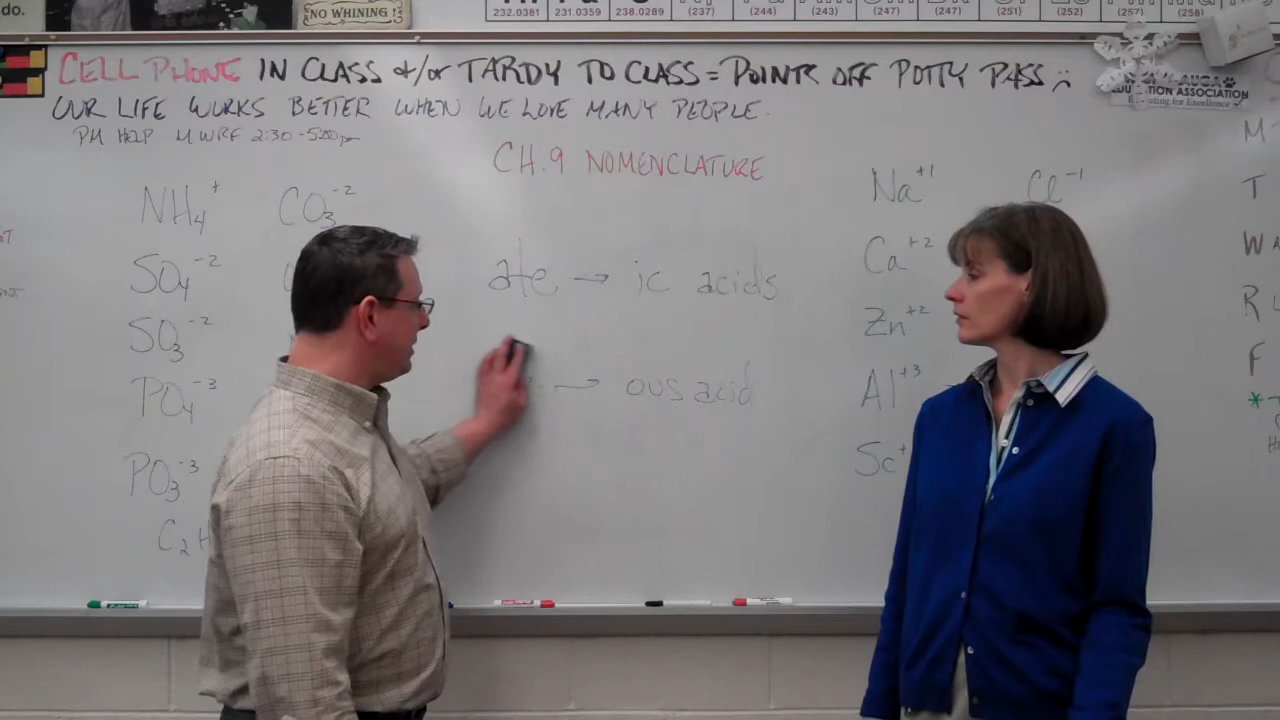 do.
NO WHINING!
232.0381 231.0359 238.0289 (237) (244) (243) (247) (247) (251) (252) (257) (258)
CELL PHONE IN CLASS +/or TARDY TO CLASS = POINTS OFF POTTY PASS :(
OUR LIFE WORKS BETTER WHEN WE LOVE MANY PEOPLE.
PM HELP MWRF 2:30-5:00pm
EDUCATION ASSOCIATION
CH.9 NOMENCLATURE
NH4+ CO3-2
SO4-2
SO3-2
PO4-3
PO3-3
C2H
ate → ic acids
→ ous acid
Na+1 Cl-1
Ca+2
Zn+2
Al+3
Sc+
M
T
W
R
F
*